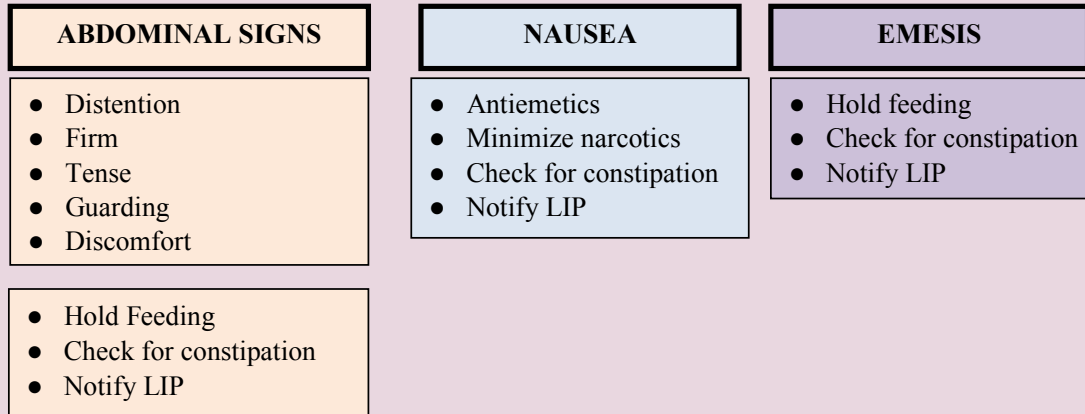 ABDOMINAL SIGNS
● Distention
● Firm
● Tense
● Guarding
● Discomfort
● Hold Feeding
● Check for constipation
● Notify LIP
NAUSEA
● Antiemetics
● Minimize narcotics
● Check for constipation
● Notify LIP
EMESIS
● Hold feeding
● Check for constipation
● Notify LIP